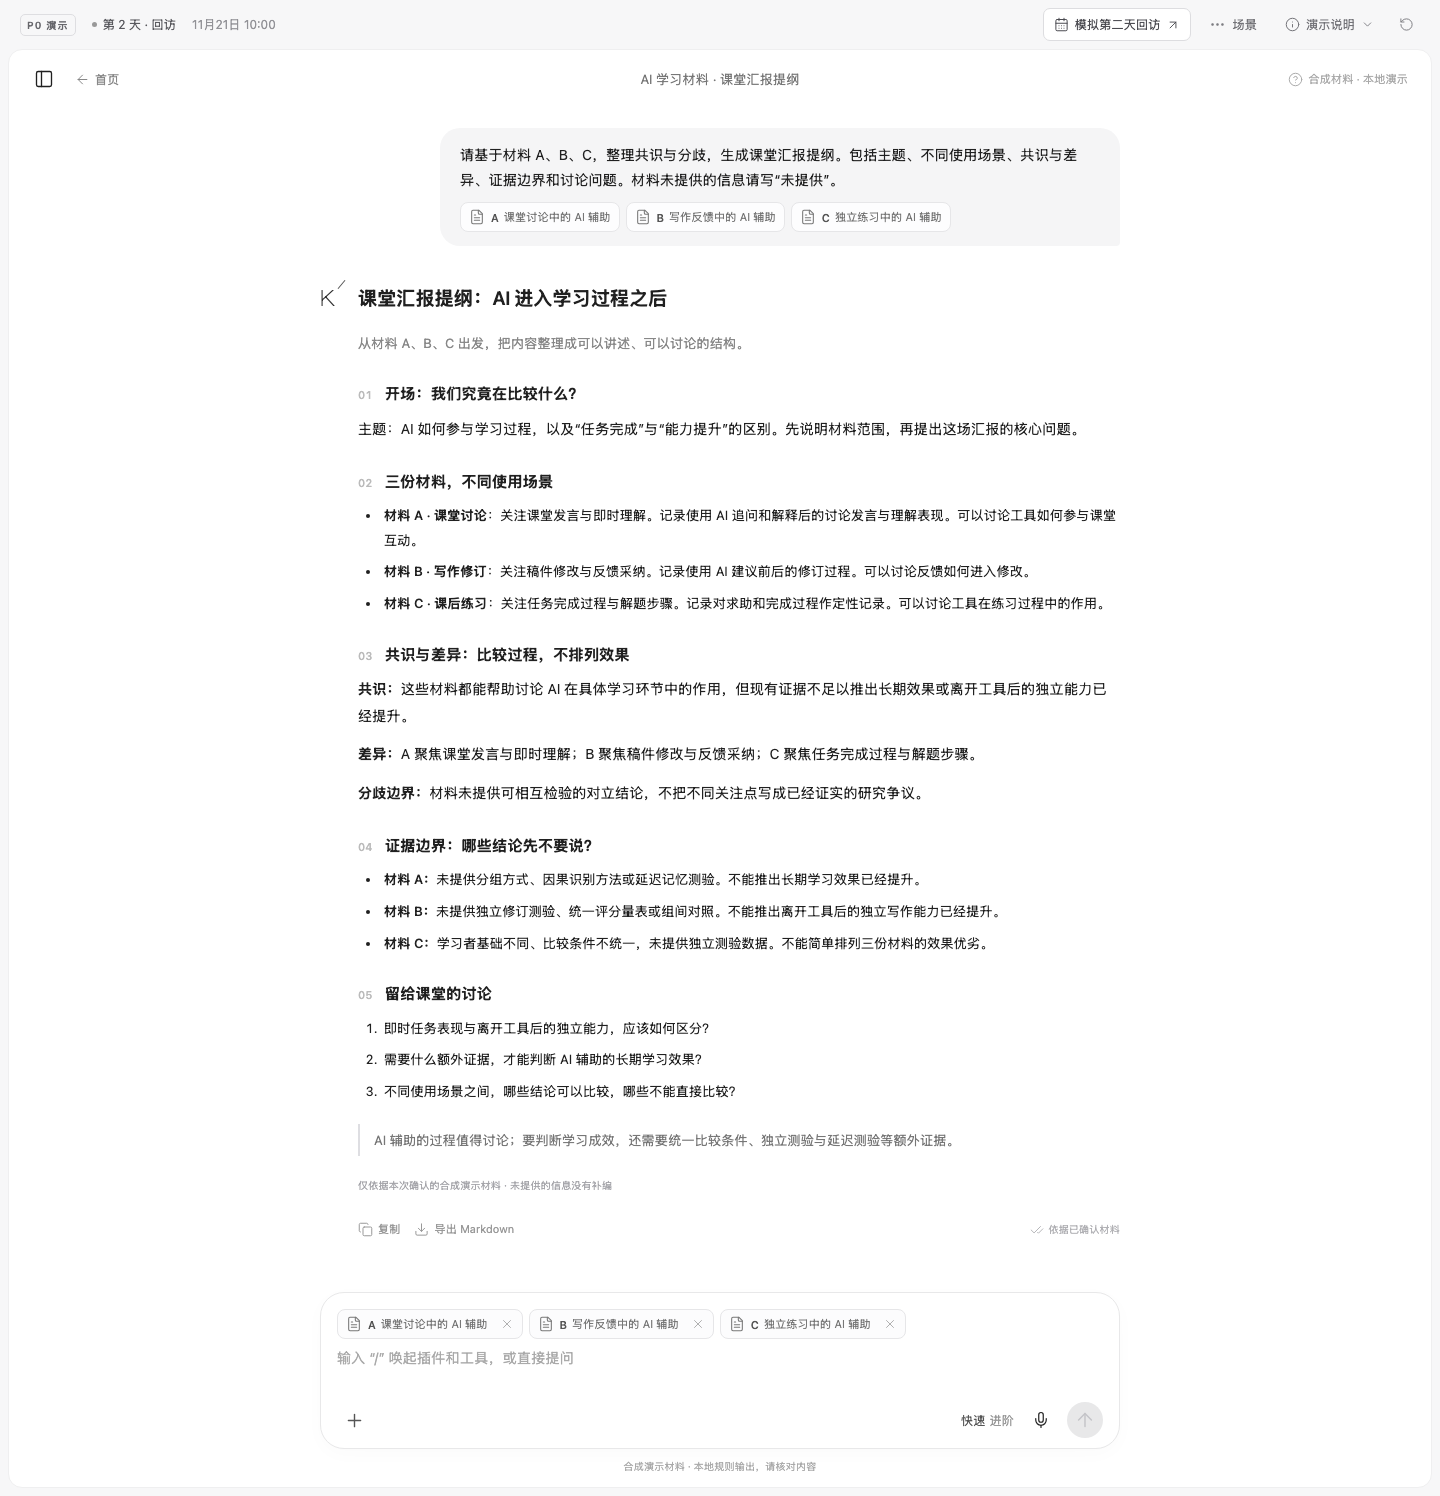 P0 演示
第 2 天 · 回访
11月21日 10:00
模拟第二天回访
场景
演示说明
首页
AI 学习材料 · 课堂汇报提纲
合成材料 · 本地演示
请基于材料 A、B、C，整理共识与分歧，生成课堂汇报提纲。包括主题、不同使用场景、共识与差
异、证据边界和讨论问题。材料未提供的信息请写“未提供”。
A 课堂讨论中的 AI 辅助
B 写作反馈中的 AI 辅助
C 独立练习中的 AI 辅助
课堂汇报提纲：AI 进入学习过程之后
从材料 A、B、C 出发，把内容整理成可以讲述、可以讨论的结构。
01 开场：我们究竟在比较什么？
主题：AI 如何参与学习过程，以及“任务完成”与“能力提升”的区别。先说明材料范围，再提出这场汇报的核心问题。
02 三份材料，不同使用场景
• 材料 A · 课堂讨论：关注课堂发言与即时理解。记录使用 AI 追问和解释后的讨论发言与理解表现。可以讨论工具如何参与课堂
互动。
• 材料 B · 写作修订：关注稿件修改与反馈采纳。记录使用 AI 建议前后的修订过程。可以讨论反馈如何进入修改。
• 材料 C · 课后练习：关注任务完成过程与解题步骤。记录对求助和完成过程作定性记录。可以讨论工具在练习过程中的作用。
03 共识与差异：比较过程，不排列效果
共识：这些材料都能帮助讨论 AI 在具体学习环节中的作用，但现有证据不足以推出长期效果或离开工具后的独立能力已
经提升。
差异：A 聚焦课堂发言与即时理解；B 聚焦稿件修改与反馈采纳；C 聚焦任务完成过程与解题步骤。
分歧边界：材料未提供可相互检验的对立结论，不把不同关注点写成已经证实的研究争议。
04 证据边界：哪些结论先不要说？
• 材料 A：未提供分组方式、因果识别方法或延迟记忆测验。不能推出长期学习效果已经提升。
• 材料 B：未提供独立修订测验、统一评分量表或组间对照。不能推出离开工具后的独立写作能力已经提升。
• 材料 C：学习者基础不同、比较条件不统一，未提供独立测验数据。不能简单排列三份材料的效果优劣。
05 留给课堂的讨论
1. 即时任务表现与离开工具后的独立能力，应该如何区分？
2. 需要什么额外证据，才能判断 AI 辅助的长期学习效果？
3. 不同使用场景之间，哪些结论可以比较，哪些不能直接比较？
AI 辅助的过程值得讨论；要判断学习成效，还需要统一比较条件、独立测验与延迟测验等额外证据。
仅依据本次确认的合成演示材料 · 未提供的信息没有补编
复制
导出 Markdown
依据已确认材料
A 课堂讨论中的 AI 辅助
B 写作反馈中的 AI 辅助
C 独立练习中的 AI 辅助
输入 “/” 唤起插件和工具，或直接提问
快速 进阶
合成演示材料 · 本地规则输出，请核对内容